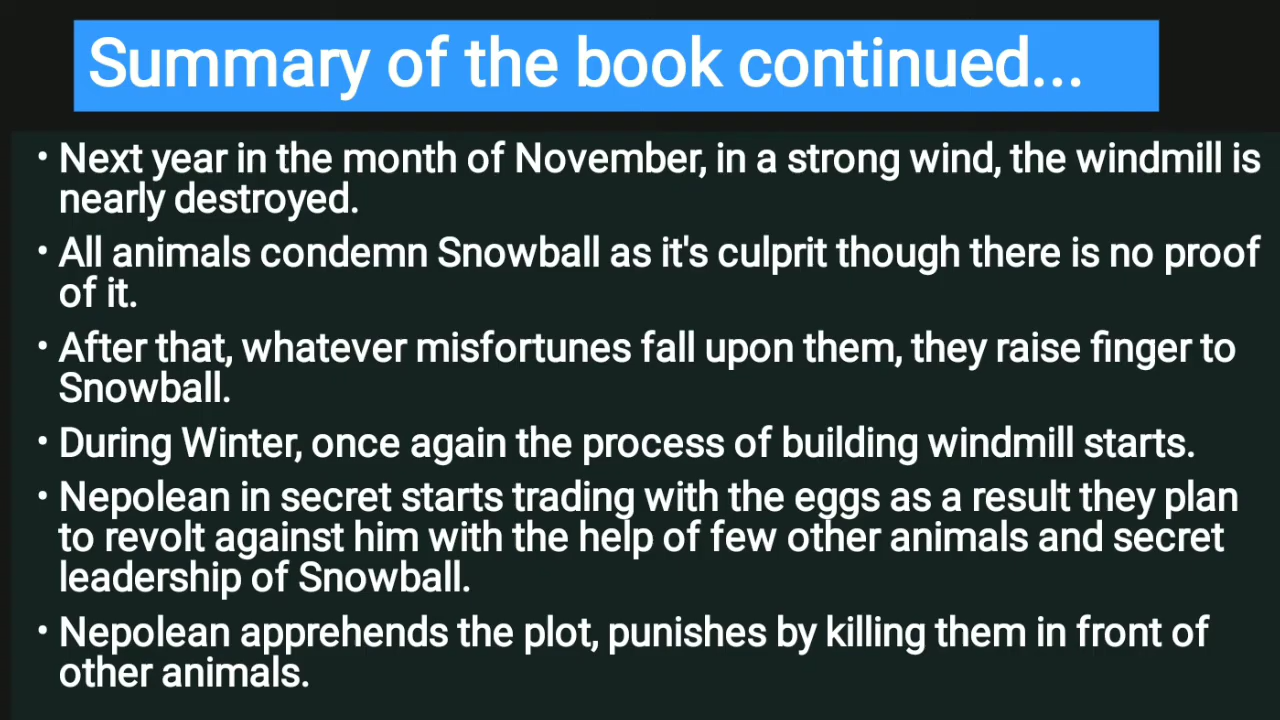 Summary of the book continued...
• Next year in the month of November, in a strong wind, the windmill is
nearly destroyed.
• All animals condemn Snowball as it's culprit though there is no proof
of it.
• After that, whatever misfortunes fall upon them, they raise finger to
Snowball.
• During Winter, once again the process of building windmill starts.
• Nepolean in secret starts trading with the eggs as a result they plan
to revolt against him with the help of few other animals and secret
leadership of Snowball.
• Nepolean apprehends the plot, punishes by killing them in front of
other animals.